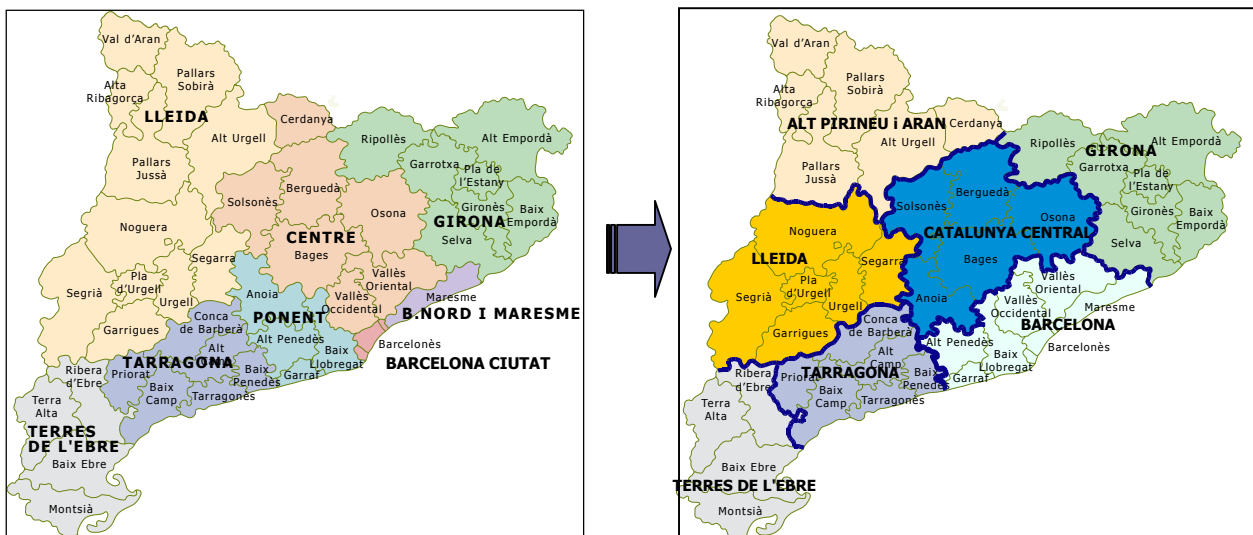 Val d'Aran
Alta
Ribagorça
Pallars
Sobirà
LLEIDA
Alt Urgell
Cerdanya
Pallars
Jussà
Ripollès
Alt Empordà
Garrotxa
Pla de
l'Estany
Berguedà
Solsonès
Osona
Gironès
GIRONA
Baix
Empordà
Selva
Noguera
CENTRE
Bages
Segarra
Pla
d'Urgell
Segrià
Urgell
Vallès
Oriental
Anoia
Vallès
Occidental
Maresme
B.NORD I MARESME
PONENT
Conca
de Barberà
Garrigues
Alt Penedès
Barcelonès
BARCELONA CIUTAT
Alt
Camp
TARRAGONA
Baix
Llobregat
Ribera
d'Ebre
Priorat
Baix
Penedès
Garraf
Baix
Camp
Tarragonès
Terra
Alta
TERRES
DE L'EBRE
Baix Ebre
Montsià
Val d'Aran
Alta
Ribagorça
Pallars
Sobirà
ALT PIRINEU i ARAN
Cerdanya
Alt Urgell
Pallars
Jussà
Ripollès
Alt Empordà
GIRONA
Garrotxa
Pla de
l'Estany
Berguedà
Solsonès
Osona
Gironès
Baix
Empordà
Noguera
CATALUNYA CENTRAL
Selva
LLEIDA
Segarra
Bages
Pla
d'Urgell
Segrià
Urgell
Vallès
Oriental
Anoia
Vallès
Occidental
Maresme
BARCELONA
Conca
de Barberà
Garrigues
Alt Penedès
Barcelonès
Alt
Camp
TARRAGONA
Baix
Llobregat
Ribera
d'Ebre
Priorat
Baix
Penedès
Garraf
Baix
Camp
Tarragonès
Terra
Alta
Baix Ebre
TERRES DE L'EBRE
Montsià